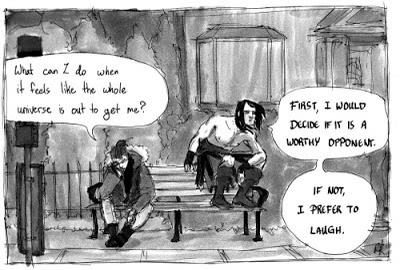 What can I do when
it feels like the whole
universe is out to get me?
FIRST, I WOULD
DECIDE IF IT IS A
WORTHY OPPONENT.
IF NOT,
I PREFER TO
LAUGH.